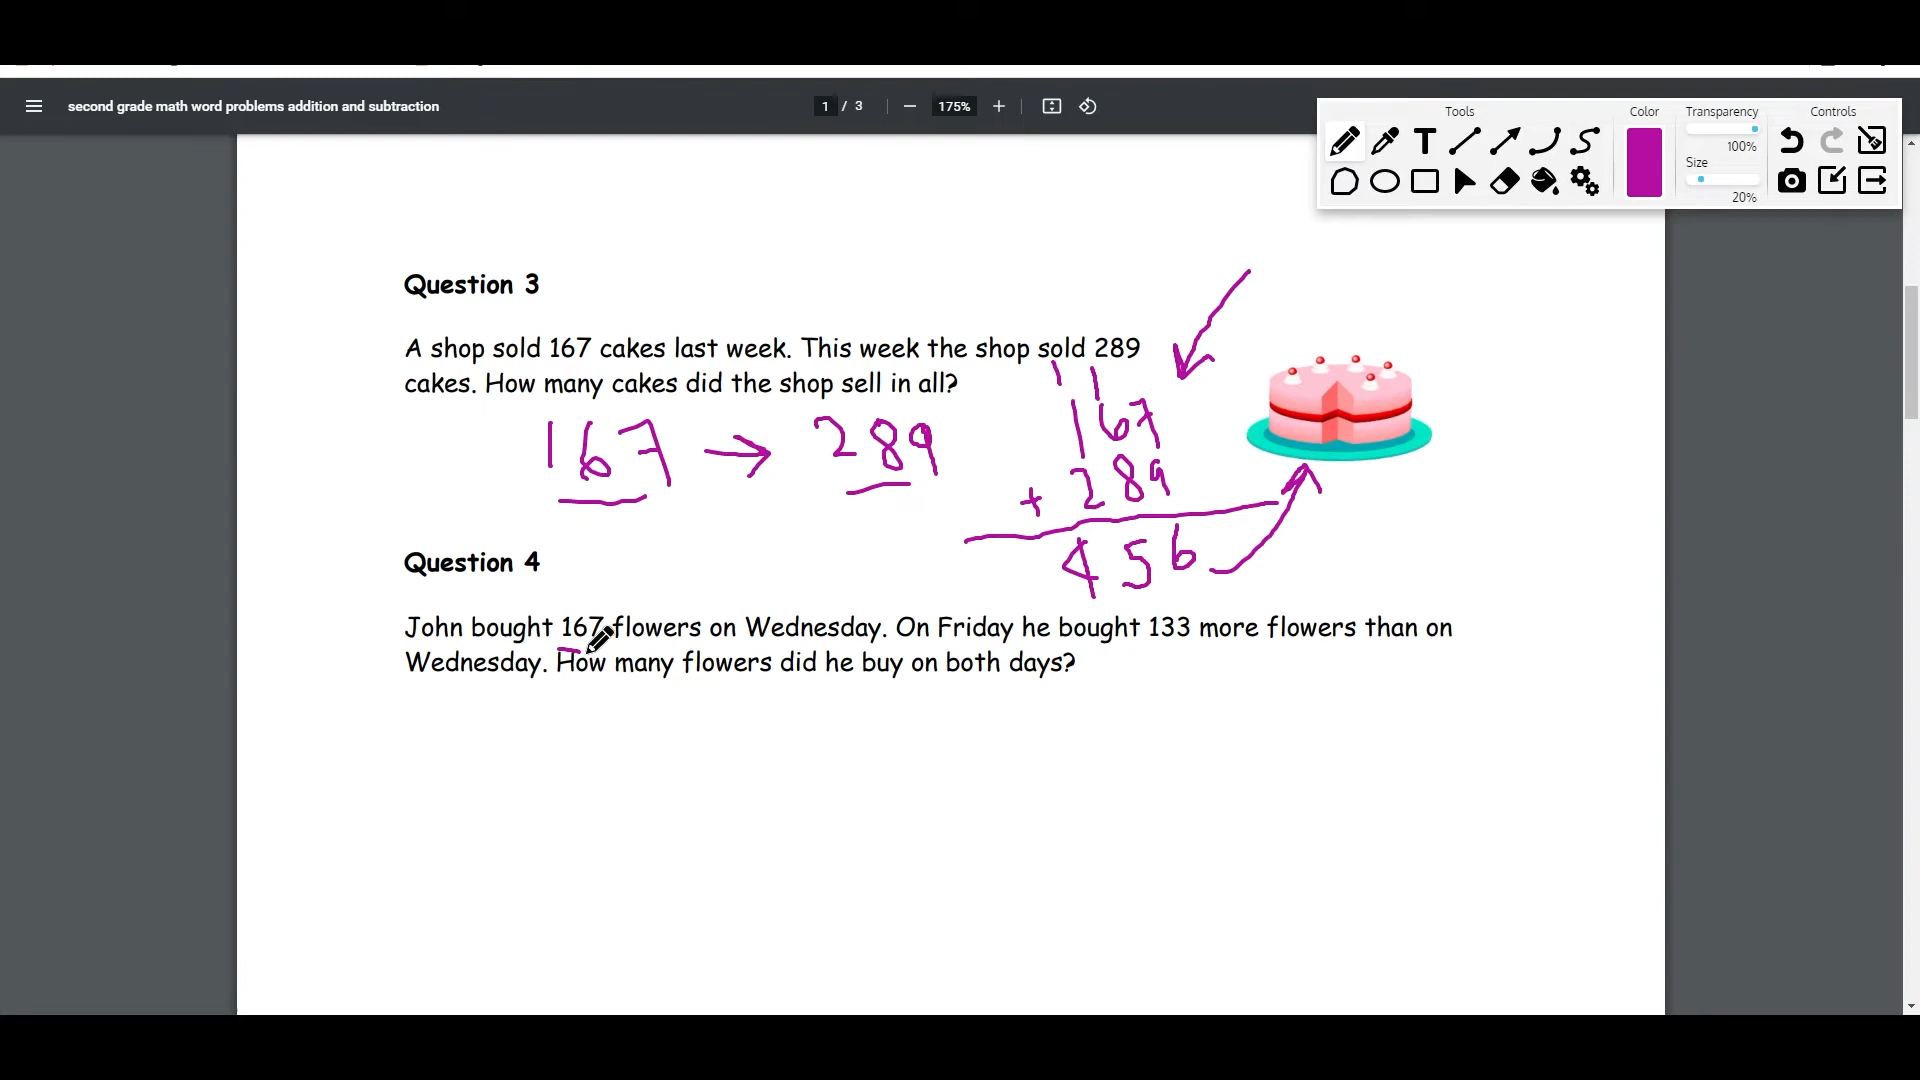 second grade math word problems addition and subtraction
1 / 3
175%
Tools
Color
Transparency
Controls
100%
Size
20%
Question 3
A shop sold 167 cakes last week. This week the shop sold 289
cakes. How many cakes did the shop sell in all?
167 → 289
1 1
167
+ 289
456
Question 4
John bought 167 flowers on Wednesday. On Friday he bought 133 more flowers than on
Wednesday. How many flowers did he buy on both days?